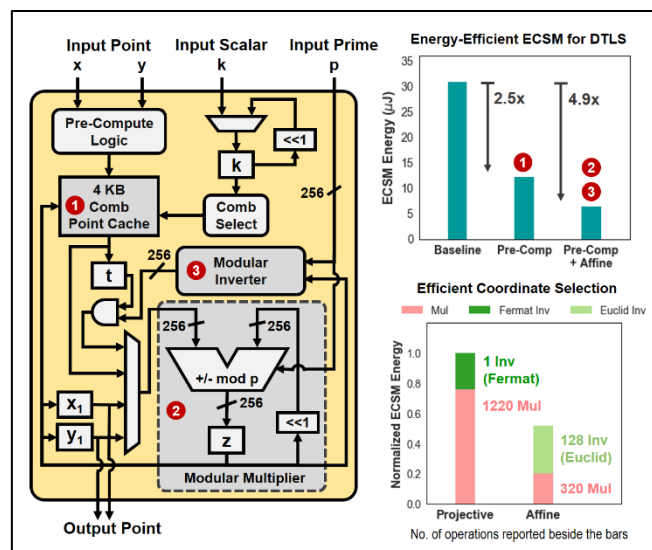 Input Point
x y
Input Scalar
k
Input Prime
p
Pre-Compute
Logic
<<1
k
256
1
4 KB
Comb
Point Cache
Comb
Select
t
256
3
Modular
Inverter
256
256
+/- mod p
2
256
x1
y1
z
<<1
Modular Multiplier
Output Point
Energy-Efficient ECSM for DTLS
ECSM Energy (μJ)
35
30
25
20
15
10
5
0
2.5x
4.9x
1
2
3
Baseline
Pre-Comp
Pre-Comp
+ Affine
Efficient Coordinate Selection
Mul
Fermat Inv
Euclid Inv
Normalized ECSM Energy
1.0
0.8
0.6
0.4
0.2
0.0
1 Inv
(Fermat)
1220 Mul
128 Inv
(Euclid)
320 Mul
Projective
Affine
No. of operations reported beside the bars